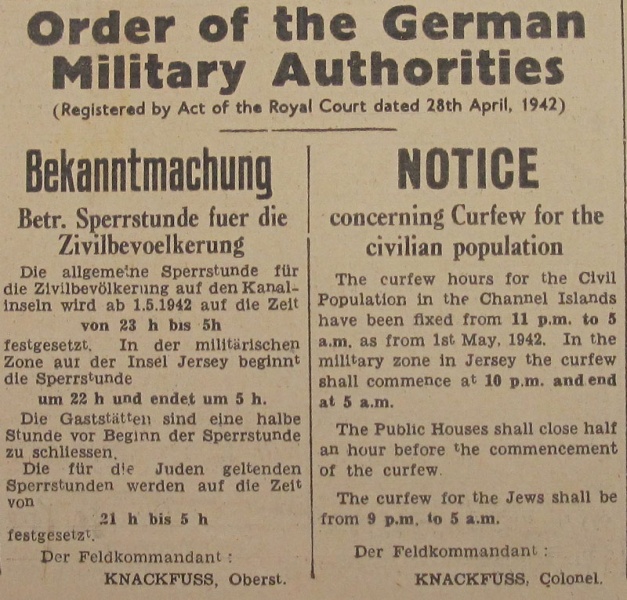 Order of the German
Military Authorities
(Registered by Act of the Royal Court dated 28th April, 1942)
Bekanntmachung
Betr. Sperrstunde fuer die
Zivilbevoelkerung
Die allgemeine Sperrstunde für
die Zivilbevölkerung auf den Kanal-
inseln wird ab 1.5.1942 auf die Zeit
von 23 h bis 5h
festgesetzt. In der militärischen
Zone aur der Insel Jersey beginnt
die Sperrstunde
um 22 h und endet um 5 h.
Die Gaststätten sind eine halbe
Stunde vor Beginn der Sperrstunde
zu schliessen.
Die für die Juden geltenden
Sperrstunden werden auf die Zeit
von
21 h bis 5 h
festgesetzt.
Der Feldkommandant :
KNACKFUSS, Oberst.
NOTICE
concerning Curfew for the
civilian population
The curfew hours for the Civil
Population in the Channel Islands
have been fixed from 11 p.m. to 5
a.m. as from 1st May, 1942. In the
military zone in Jersey the curfew
shall commence at 10 p.m. and end
at 5 a.m.
The Public Houses shall close half
an hour before the commencement
of the curfew.
The curfew for the Jews shall be
from 9 p.m. to 5 a.m.
Der Feldkommandant :
KNACKFUSS, Colonel.